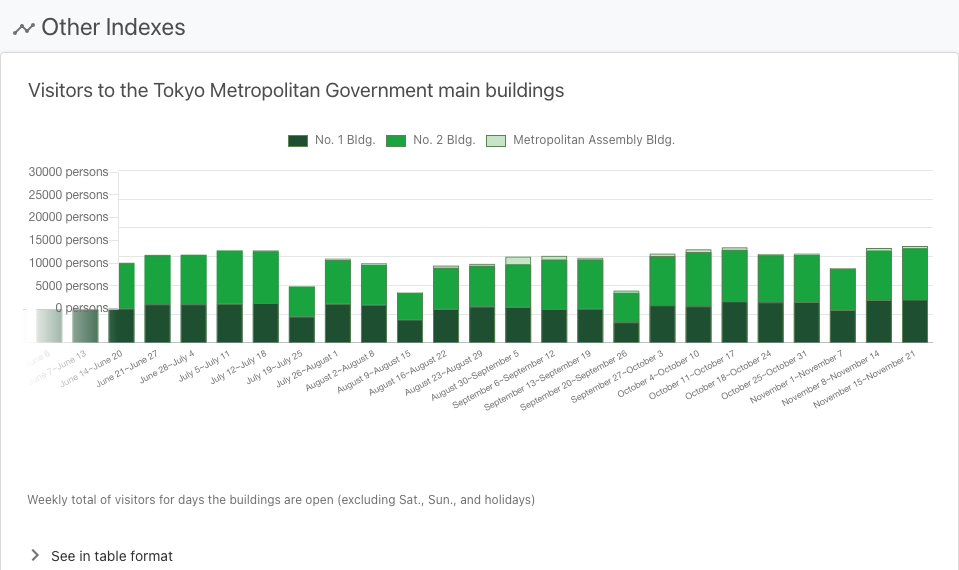 Other Indexes
Visitors to the Tokyo Metropolitan Government main buildings
No. 1 Bldg. No. 2 Bldg. Metropolitan Assembly Bldg.
30000 persons
25000 persons
20000 persons
15000 persons
10000 persons
5000 persons
0 persons
June 7~June 13
June 14~June 20
June 21~June 27
June 28~July 4
July 5~July 11
July 12~July 18
July 19~July 25
July 26~August 1
August 2~August 8
August 9~August 15
August 16~August 22
August 23~August 29
August 30~September 5
September 6~September 12
September 13~September 19
September 20~September 26
September 27~October 3
October 4~October 10
October 11~October 17
October 18~October 24
October 25~October 31
November 1~November 7
November 8~November 14
November 15~November 21
Weekly total of visitors for days the buildings are open (excluding Sat., Sun., and holidays)
See in table format